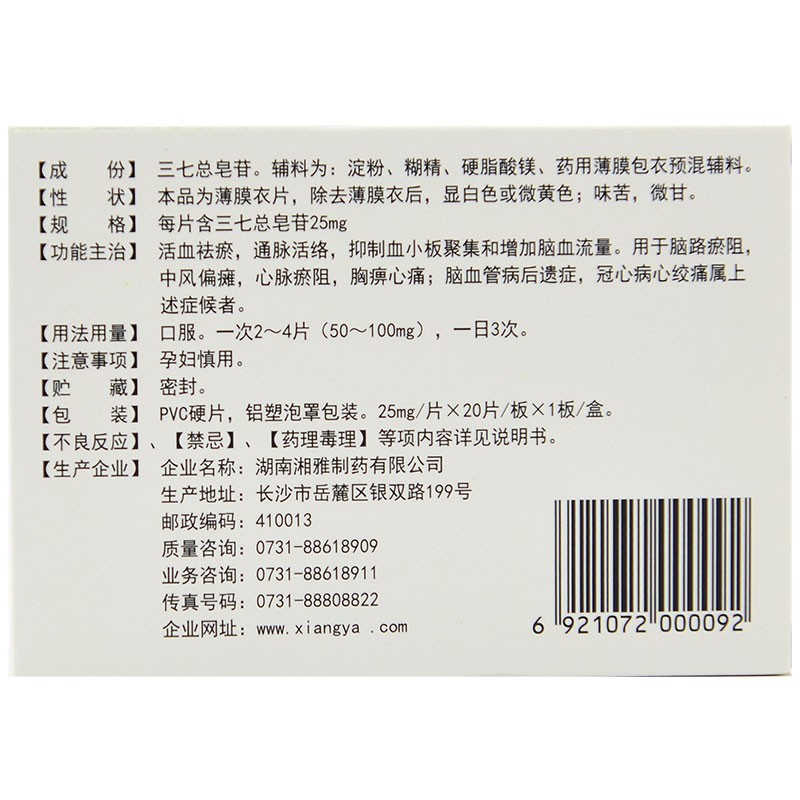 【成　份】三七总皂苷。辅料为：淀粉、糊精、硬脂酸镁、药用薄膜包衣预混辅料。
【性　状】本品为薄膜衣片，除去薄膜衣后，显白色或微黄色；味苦，微甘。
【规　格】每片含三七总皂苷25mg
【功能主治】活血祛瘀，通脉活络，抑制血小板聚集和增加脑血流量。用于脑路瘀阻，
中风偏瘫，心脉瘀阻，胸痹心痛；脑血管病后遗症，冠心病心绞痛属上
述症候者。
【用法用量】口服。一次2～4片（50～100mg），一日3次。
【注意事项】孕妇慎用。
【贮　藏】密封。
【包　装】PVC硬片，铝塑泡罩包装。25mg/片×20片/板×1板/盒。
【不良反应】、【禁忌】、【药理毒理】等项内容详见说明书。
【生产企业】企业名称：湖南湘雅制药有限公司
生产地址：长沙市岳麓区银双路199号
邮政编码：410013
质量咨询：0731-88618909
业务咨询：0731-88618911
传真号码：0731-88808822
企业网址：www.xiangya .com
6 921072 000092